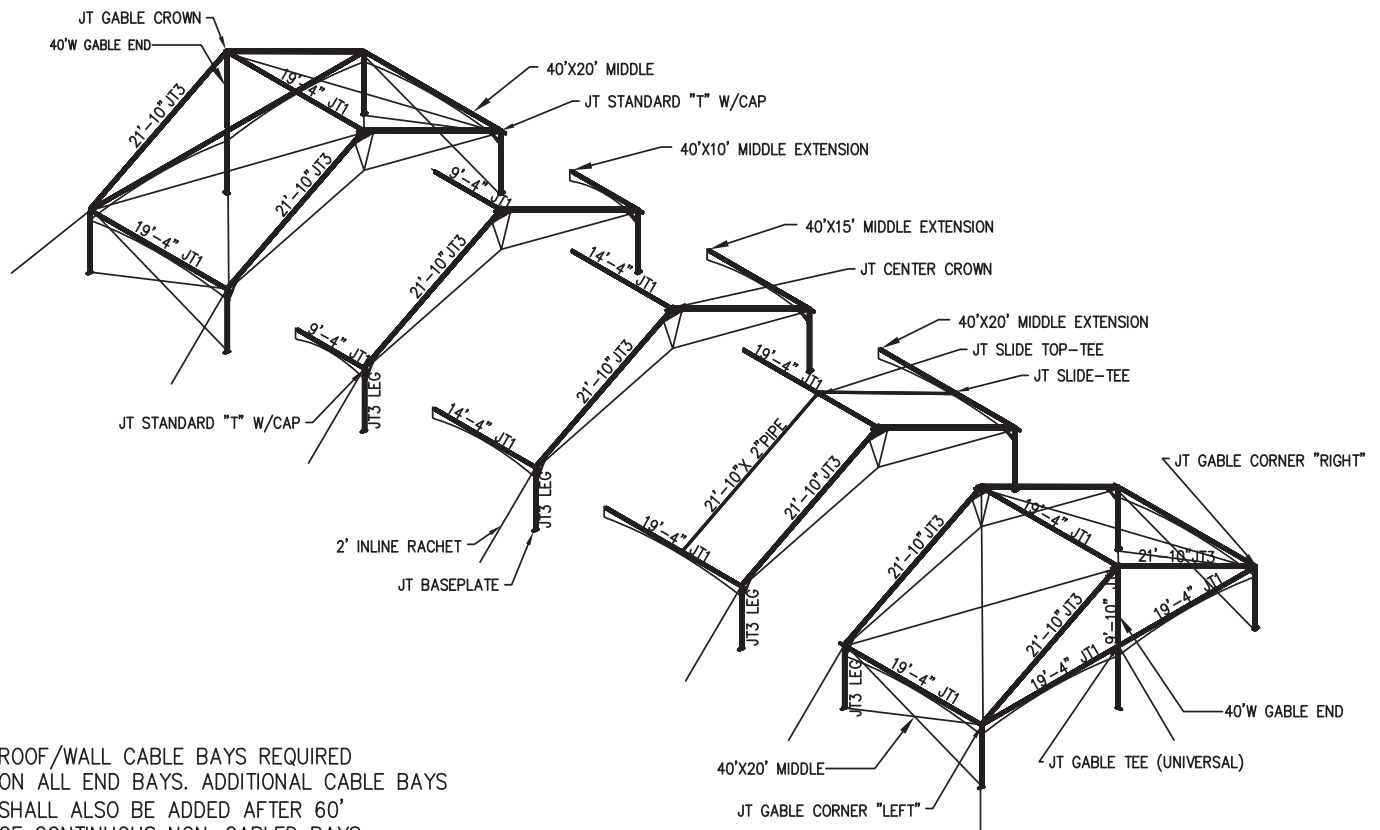 JT GABLE CROWN
40'W GABLE END
19'-4" JT1
21'-10" JT3
40'X20' MIDDLE
JT STANDARD "T" W/CAP
40'X10' MIDDLE EXTENSION
21'-10" JT3
9'-4" JT1
19'-4" JT1
40'X15' MIDDLE EXTENSION
21'-10" JT3
14'-4" JT1
JT CENTER CROWN
9'-4" JT1
40'X20' MIDDLE EXTENSION
JT SLIDE TOP-TEE
19'-4" JT1
JT SLIDE-TEE
21'-10" JT3
JT3 LEG
JT STANDARD "T" W/CAP
14'-4" JT1
21'-10"X 2"PIPE
21'-10" JT3
JT GABLE CORNER "RIGHT"
JT3 LEG
19'-4" JT1
2' INLINE RACHET
JT BASEPLATE
JT3 LEG
21'-10" JT3
19'-4" JT1
21'-10" JT3
19'-4" JT1
9'-10"
21'-10" JT3
19'-4" JT1
19'-4" JT1
JT3 LEG
40'W GABLE END
JT GABLE TEE (UNIVERSAL)
40'X20' MIDDLE
JT GABLE CORNER "LEFT"
ROOF/WALL CABLE BAYS REQUIRED
ON ALL END BAYS. ADDITIONAL CABLE BAYS
SHALL ALSO BE ADDED AFTER 60'
OF CONTINUOUS NON-CABLED BAYS